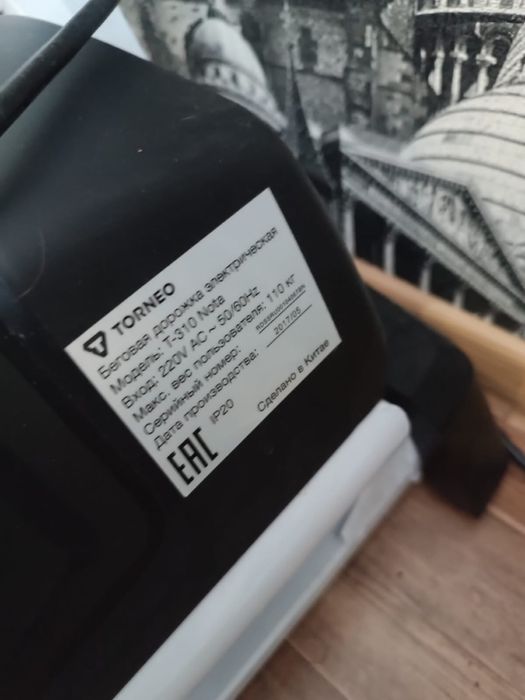 TORNEO
Беговая дорожка электрическая
Модель: T-310 Nota
Вход: 220V AC ~ 50/60Hz
Макс. вес пользователя: 110 кг
Серийный номер:
Дата производства: 2017/05
EAC IP20 Сделано в Китае